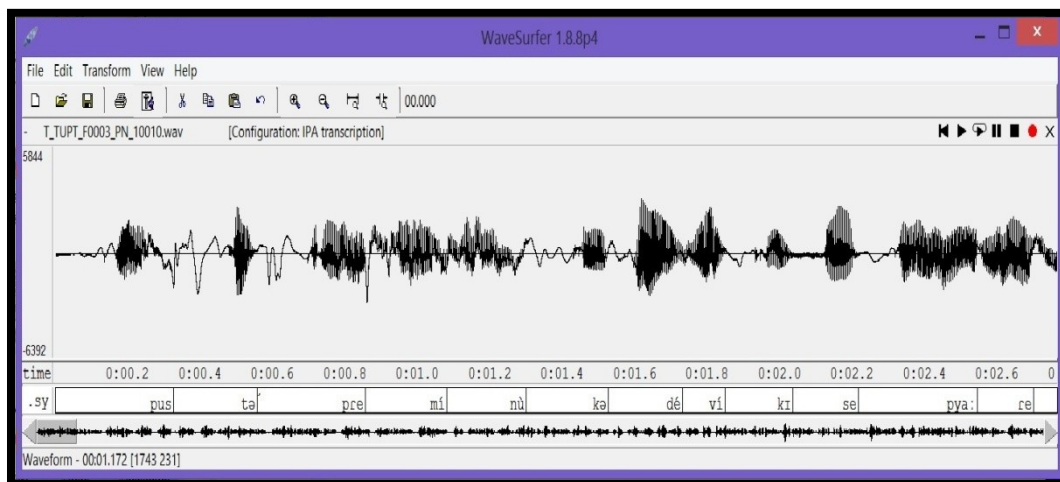 WaveSurfer 1.8.8p4
File Edit Transform View Help
00.000
- T_TUPT_F0003_PN_10010.wav [Configuration: IPA transcription] X
5844
-6392
time 0:00.2 0:00.4 0:00.6 0:00.8 0:01.0 0:01.2 0:01.4 0:01.6 0:01.8 0:02.0 0:02.2 0:02.4 0:02.6 0
.sy pus tə́ pre mí nù kə dé ví kɪ se pya: re
Waveform - 00:01.172 [1743 231]